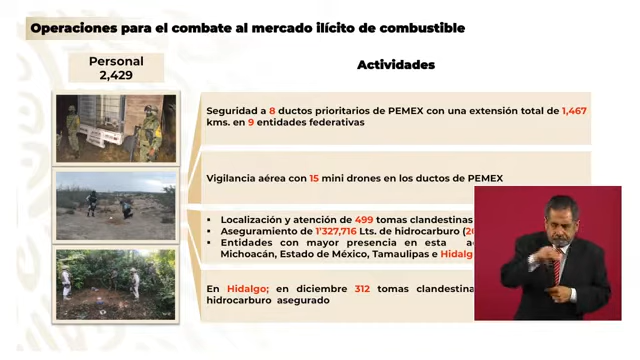 Operaciones para el combate al mercado ilícito de combustible
Personal
2,429
Actividades
Seguridad a 8 ductos prioritarios de PEMEX con una extensión total de 1,467
kms. en 9 entidades federativas
Vigilancia aérea con 15 mini drones en los ductos de PEMEX
▪ Localización y atención de 499 tomas clandestinas
▪ Aseguramiento de 1'327,716 Lts. de hidrocarburo
▪ Entidades con mayor presencia en esta
Michoacán, Estado de México, Tamaulipas e
En Hidalgo; en diciembre 312 tomas
hidrocarburo asegurado